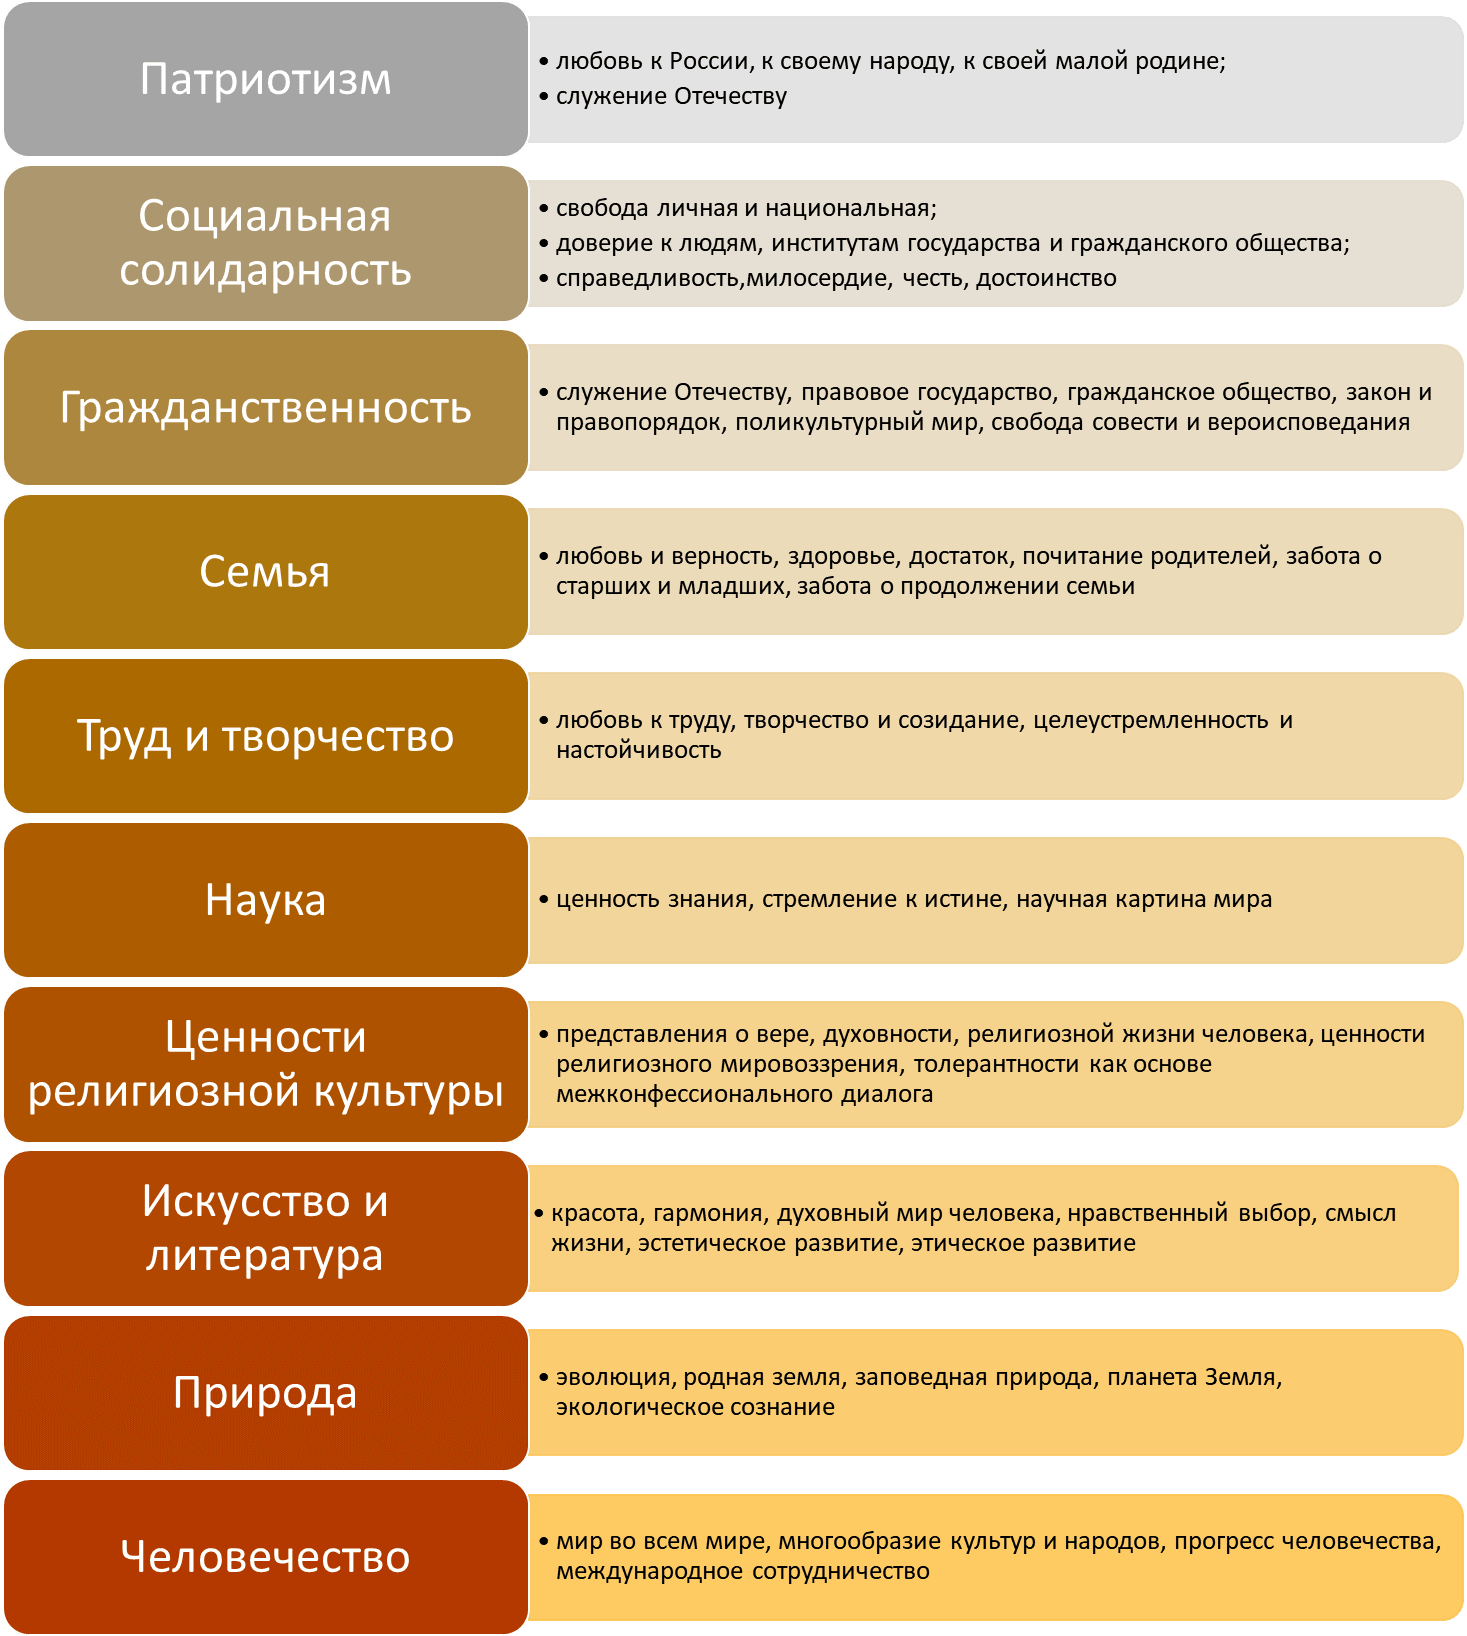 Патриотизм
• любовь к России, к своему народу, к своей малой родине;
• служение Отечеству
Социальная
солидарность
• свобода личная и национальная;
• доверие к людям, институтам государства и гражданского общества;
• справедливость,милосердие, честь, достоинство
Гражданственность
• служение Отечеству, правовое государство, гражданское общество, закон и
правопорядок, поликультурный мир, свобода совести и вероисповедания
Семья
• любовь и верность, здоровье, достаток, почитание родителей, забота о
старших и младших, забота о продолжении семьи
Труд и творчество
• любовь к труду, творчество и созидание, целеустремленность и
настойчивость
Наука
• ценность знания, стремление к истине, научная картина мира
Ценности
религиозной культуры
• представления о вере, духовности, религиозной жизни человека, ценности
религиозного мировоззрения, толерантности как основе
межконфессионального диалога
Искусство и
литература
• красота, гармония, духовный мир человека, нравственный выбор, смысл
жизни, эстетическое развитие, этическое развитие
Природа
• эволюция, родная земля, заповедная природа, планета Земля,
экологическое сознание
Человечество
• мир во всем мире, многообразие культур и народов, прогресс человечества,
международное сотрудничество